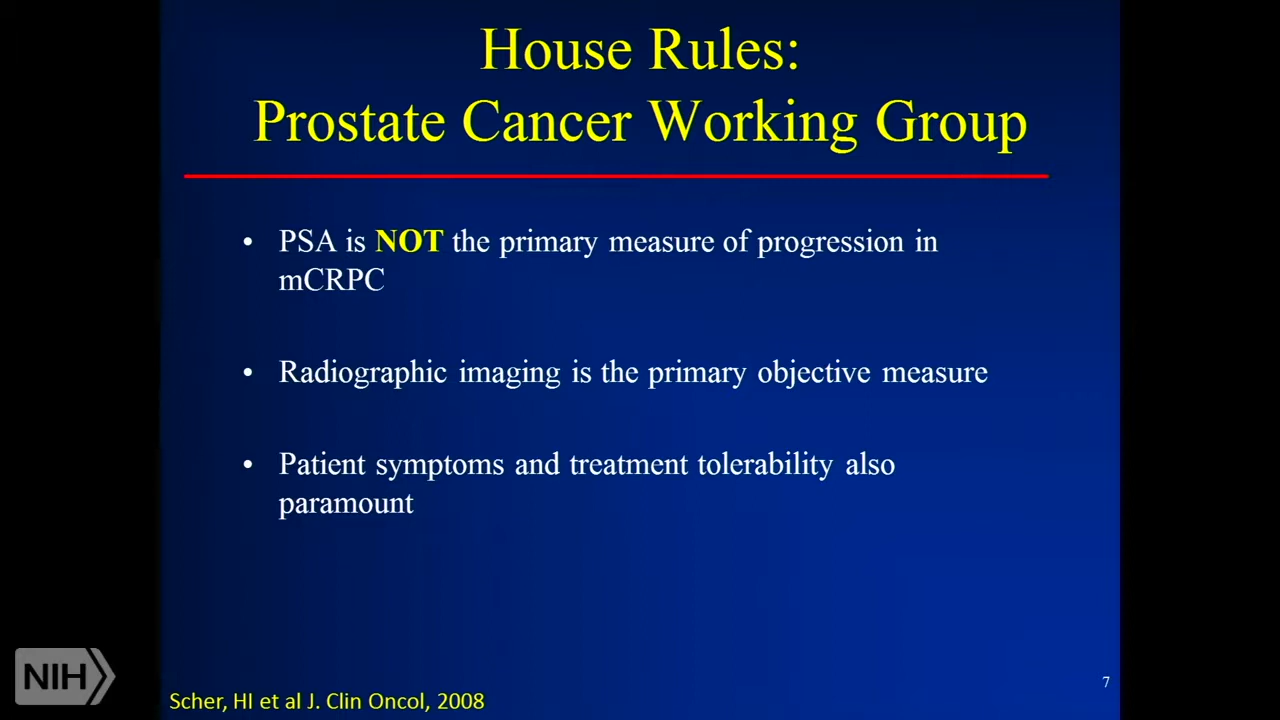 House Rules:
Prostate Cancer Working Group
• PSA is NOT the primary measure of progression in
mCRPC
• Radiographic imaging is the primary objective measure
• Patient symptoms and treatment tolerability also
paramount
NIH
Scher, HI et al J. Clin Oncol, 2008
7